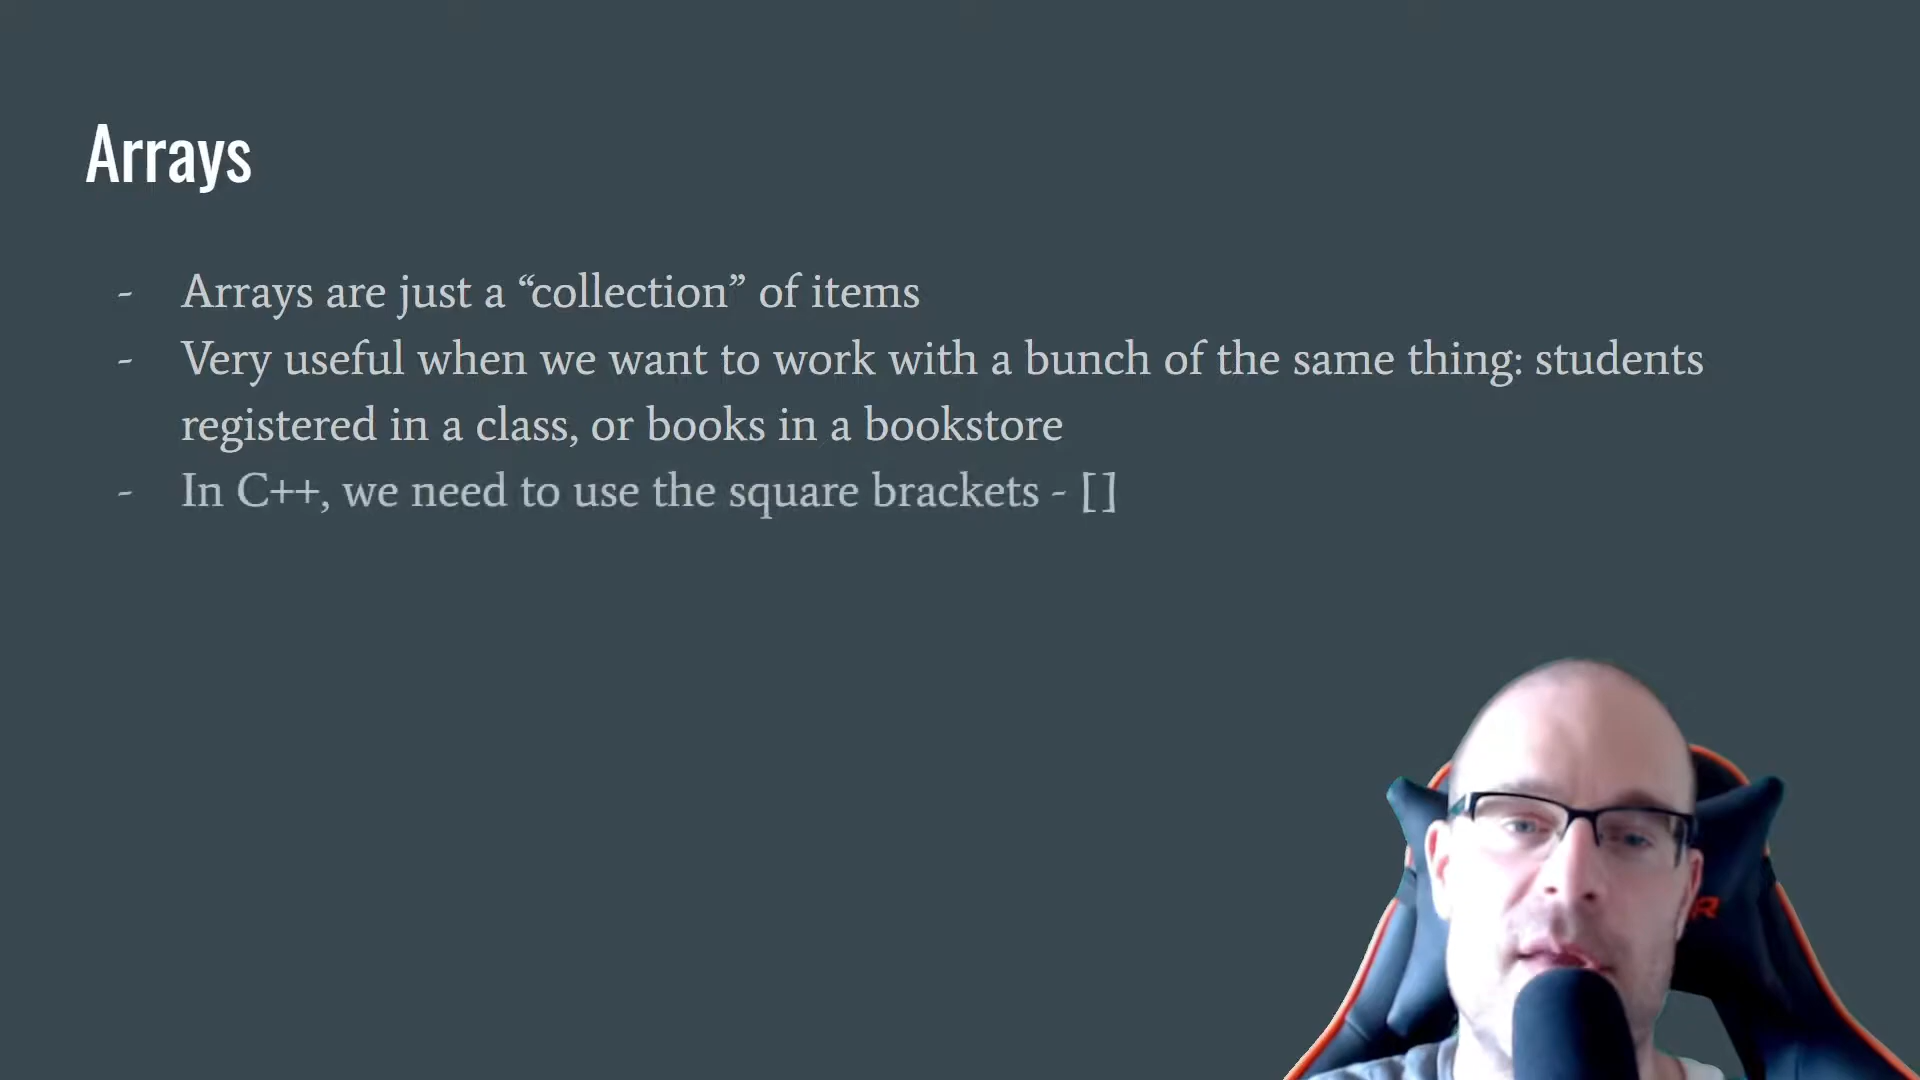 Arrays
- Arrays are just a “collection” of items
- Very useful when we want to work with a bunch of the same thing: students
registered in a class, or books in a bookstore
- In C++, we need to use the square brackets - []
R